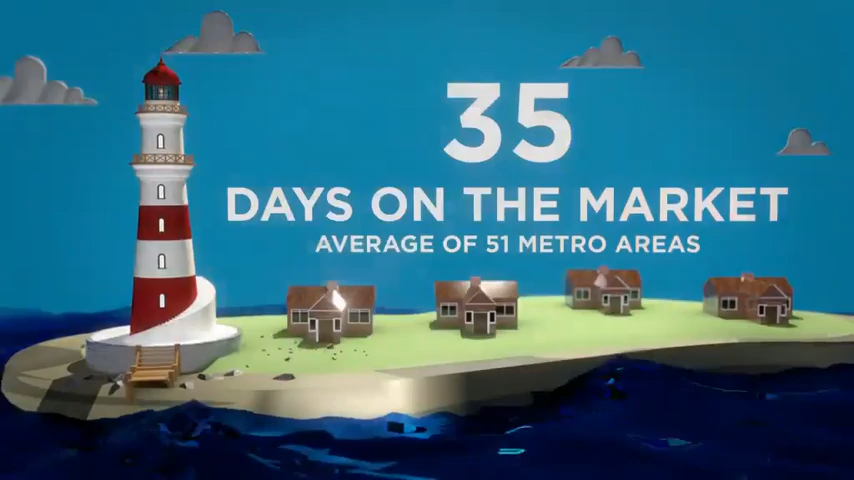 35
DAYS ON THE MARKET
AVERAGE OF 51 METRO AREAS